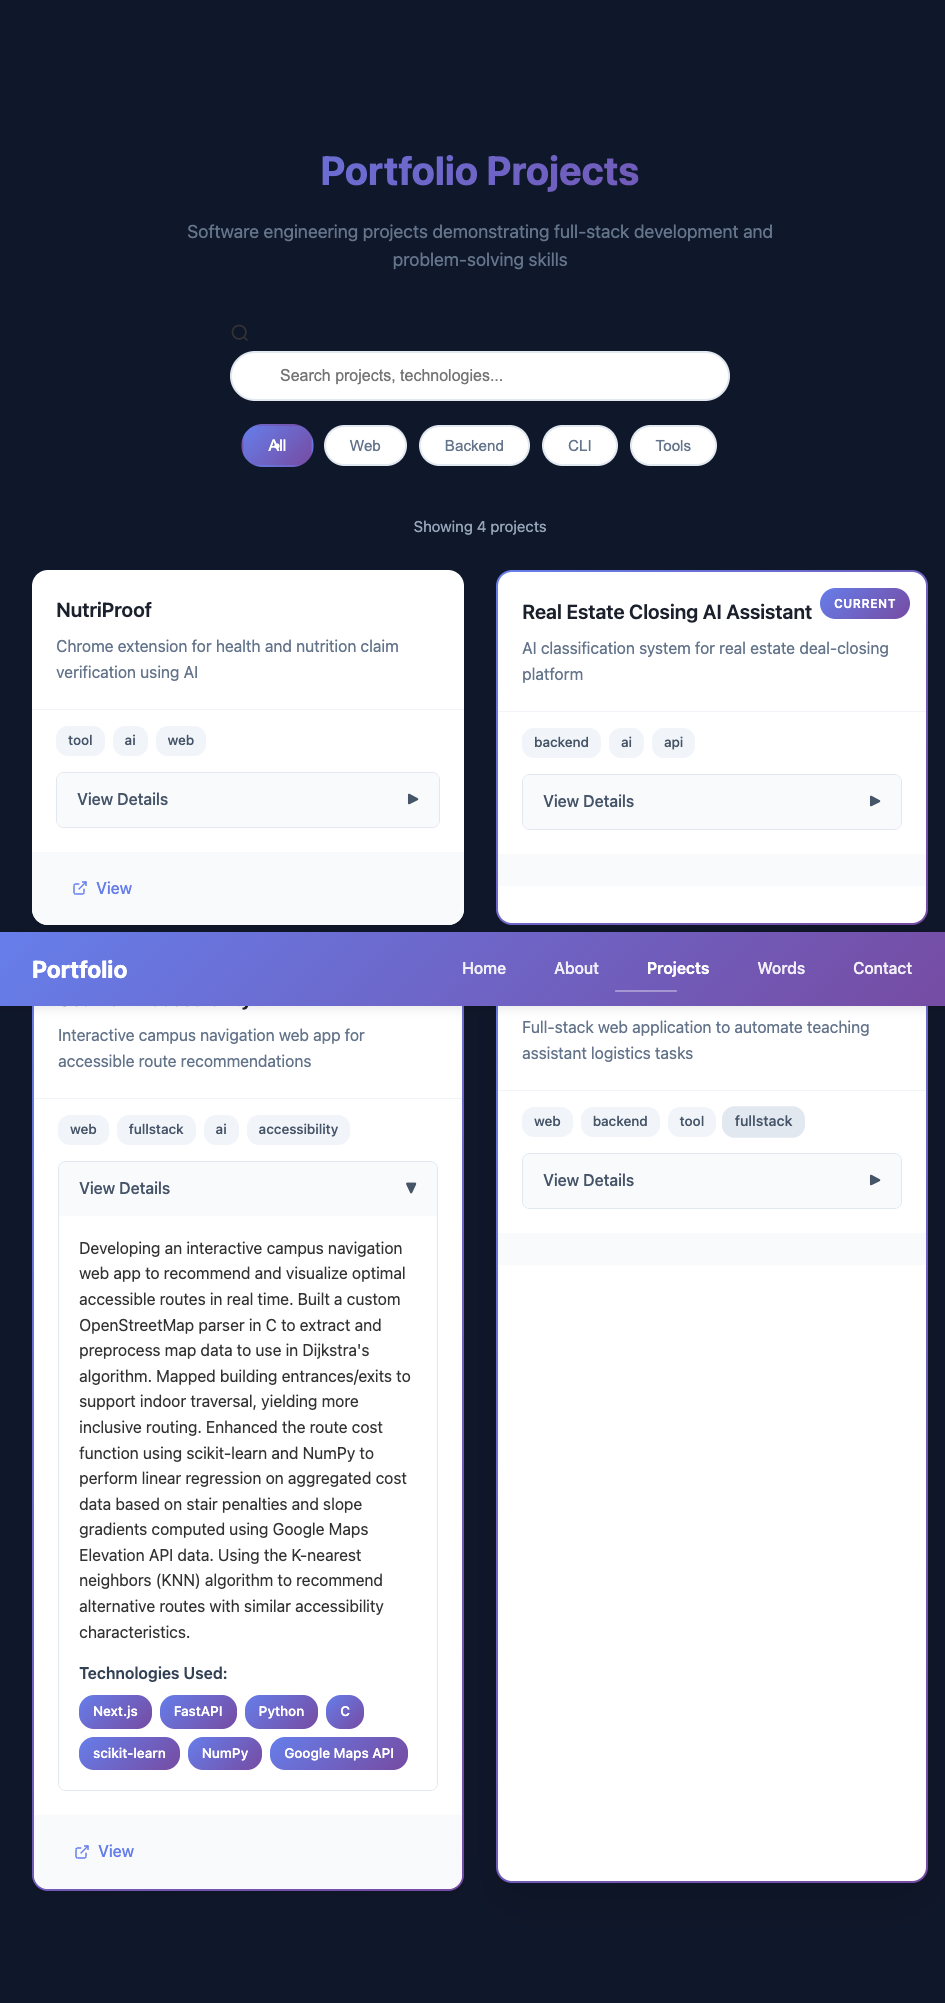 Portfolio Projects
Software engineering projects demonstrating full-stack development and
problem-solving skills
Search projects, technologies...
All
Web
Backend
CLI
Tools
Showing 4 projects
NutriProof
Chrome extension for health and nutrition claim
verification using AI
tool
ai
web
View Details
View
Real Estate Closing AI Assistant
CURRENT
AI classification system for real estate deal-closing
platform
backend
ai
api
View Details
Portfolio
Home
About
Projects
Words
Contact
Interactive campus navigation web app for
accessible route recommendations
web
fullstack
ai
accessibility
View Details
Developing an interactive campus navigation
web app to recommend and visualize optimal
accessible routes in real time. Built a custom
OpenStreetMap parser in C to extract and
preprocess map data to use in Dijkstra's
algorithm. Mapped building entrances/exits to
support indoor traversal, yielding more
inclusive routing. Enhanced the route cost
function using scikit-learn and NumPy to
perform linear regression on aggregated cost
data based on stair penalties and slope
gradients computed using Google Maps
Elevation API data. Using the K-nearest
neighbors (KNN) algorithm to recommend
alternative routes with similar accessibility
characteristics.
Technologies Used:
Next.js
FastAPI
Python
C
scikit-learn
NumPy
Google Maps API
View
Full-stack web application to automate teaching
assistant logistics tasks
web
backend
tool
fullstack
View Details